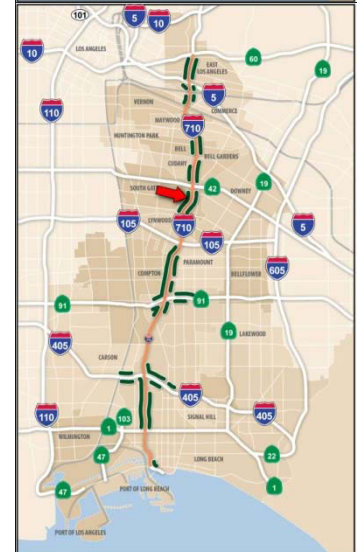 101
5
10
10
LOS ANGELES
EAST
LOS ANGELES
60
19
VERNON
5
COMMERCE
110
MAYWOOD
HUNTINGTON PARK
710
BELL
BELL GARDENS
CUDAHY
SOUTH GATE
42
DOWNEY
19
LYNWOOD
105
710
105
5
PARAMOUNT
COMPTON
BELLFLOWER
605
91
91
19
LAKEWOOD
405
CARSON
405
405
110
103
1
SIGNAL HILL
WILMINGTON
47
LONG BEACH
22
47
1
PORT OF LONG BEACH
PORT OF LOS ANGELES